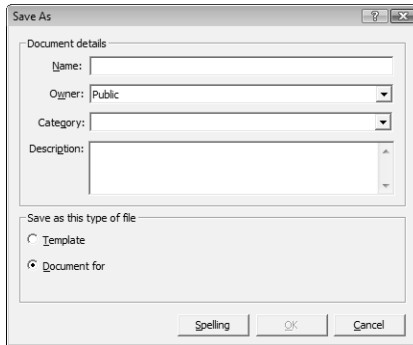 Save As
Document details
Name:
Owner: Public
Category:
Description:
Save as this type of file
Template
Document for
Spelling OK Cancel